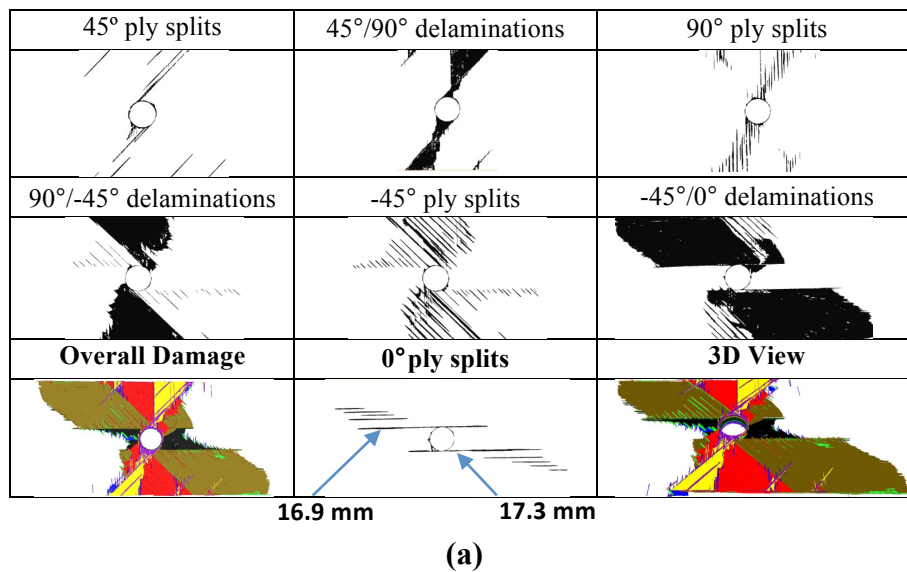 45º ply splits
45°/90° delaminations
90° ply splits
90°/-45° delaminations
-45° ply splits
-45°/0° delaminations
Overall Damage
0° ply splits
3D View
16.9 mm
17.3 mm
(a)